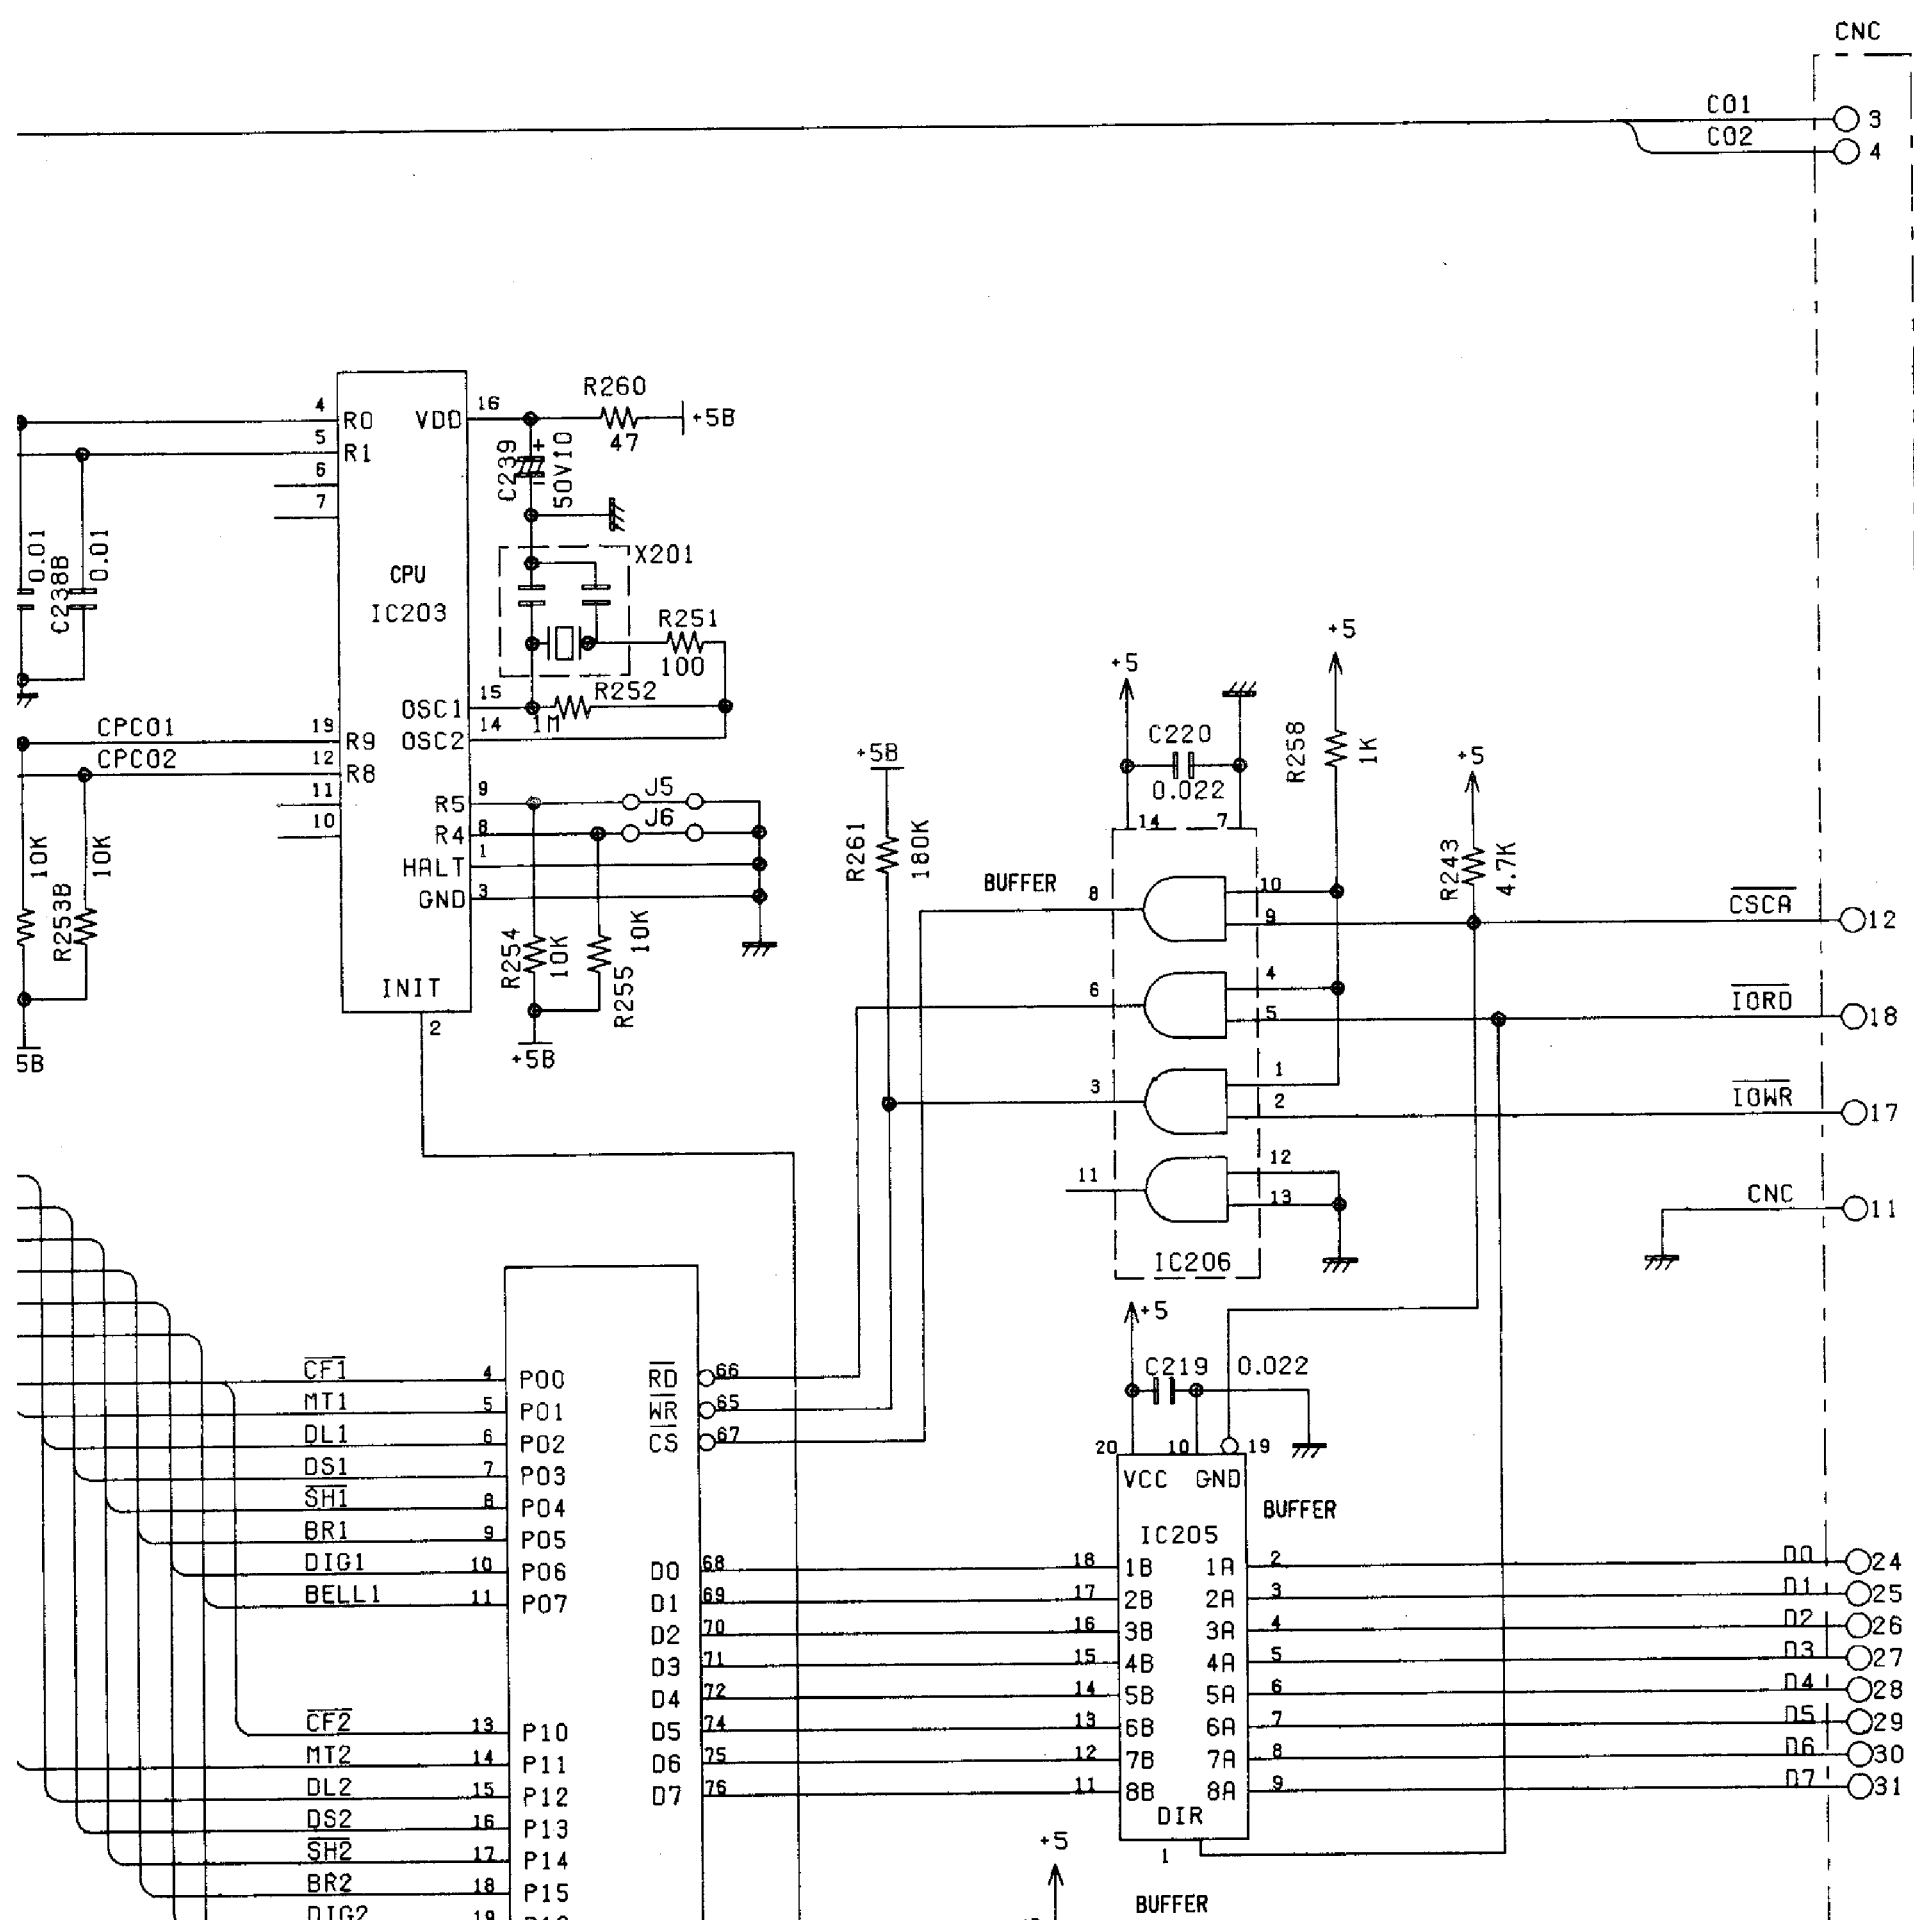 CNC
CO1
3
CO2
4
R260
4
R0
VDD
16
+5B
47
5
R1
6
7
C239
+
50V10
0.01
C238B
0.01
X201
CPU
IC203
R251
100
+5
+5
OSC1
15
R252
1M
14
OSC2
CPCO1
R9
CPCO2
12
R8
11
10
R5
9
J5
R4
8
J6
HALT
1
GND
3
+5B
C220
0.022
R258
1K
+5
14
7
R261
180K
R243
4.7K
10K
R253B
10K
R254
10K
R255
10K
BUFFER
8
10
9
CSCA
12
INIT
2
6
4
5
IORD
18
5B
+5B
3
1
2
IOWR
17
11
12
13
CNC
11
IC206
+5
C219
0.022
CF1
4
P00
RD
66
MT1
5
P01
WR
65
DL1
6
P02
CS
67
20
10
19
DS1
7
P03
VCC
GND
SH1
8
P04
BUFFER
BR1
9
P05
IC205
DIG1
10
P06
D0
68
18
1B
1A
2
D0
24
BELL1
11
P07
D1
69
17
2B
2A
3
D1
25
D2
70
16
3B
3A
4
D2
26
D3
71
15
4B
4A
5
D3
27
D4
72
14
5B
5A
6
D4
28
CF2
13
P10
D5
74
13
6B
6A
7
D5
29
MT2
14
P11
D6
75
12
7B
7A
8
D6
30
DL2
15
P12
D7
76
11
8B
8A
9
D7
31
DS2
16
P13
DIR
SH2
17
P14
+5
1
BR2
18
P15
BUFFER
DIG2
19